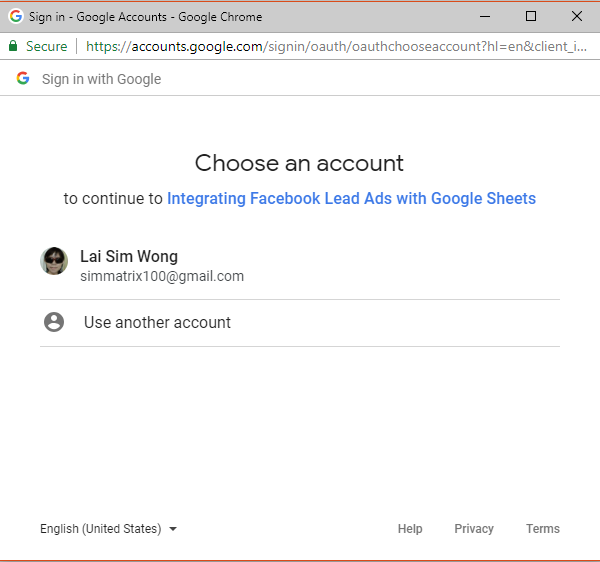 Sign in - Google Accounts - Google Chrome
Secure https://accounts.google.com/signin/oauth/oauthchooseaccount?hl=en&client_i...
Sign in with Google
Choose an account
to continue to Integrating Facebook Lead Ads with Google Sheets
Lai Sim Wong
simmatrix100@gmail.com
Use another account
English (United States) Help Privacy Terms